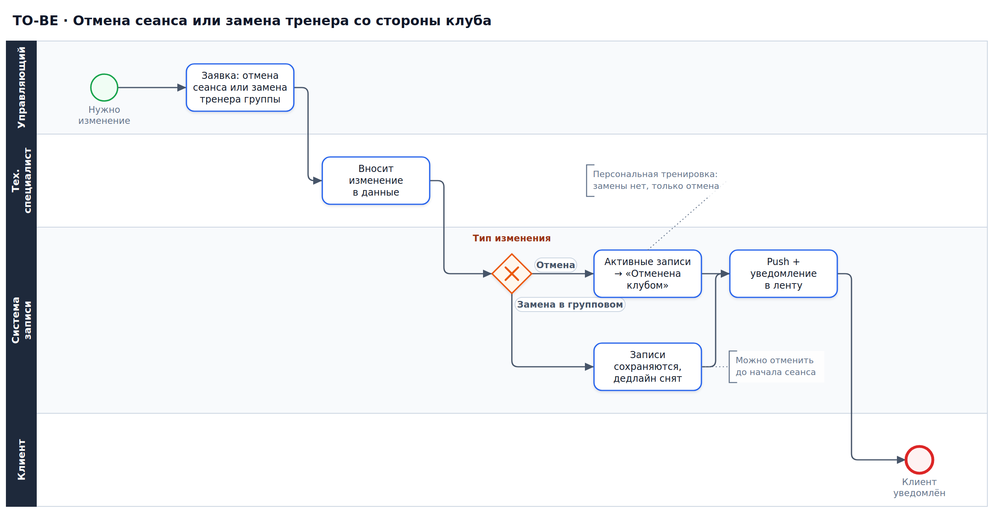 TO-BE · Отмена сеанса или замена тренера со стороны клуба
Управляющий
Нужно
изменение
Заявка: отмена
сеанса или замена
тренера группы
Тех.
специалист
Вносит
изменение
в данные
Персональная тренировка:
замены нет, только отмена
Система
записи
Тип изменения
Отмена
Замена в групповом
Активные записи
→ «Отменена
клубом»
Push +
уведомление
в ленту
Записи
сохраняются,
дедлайн снят
Можно отменить
до начала сеанса
Клиент
Клиент
уведомлён